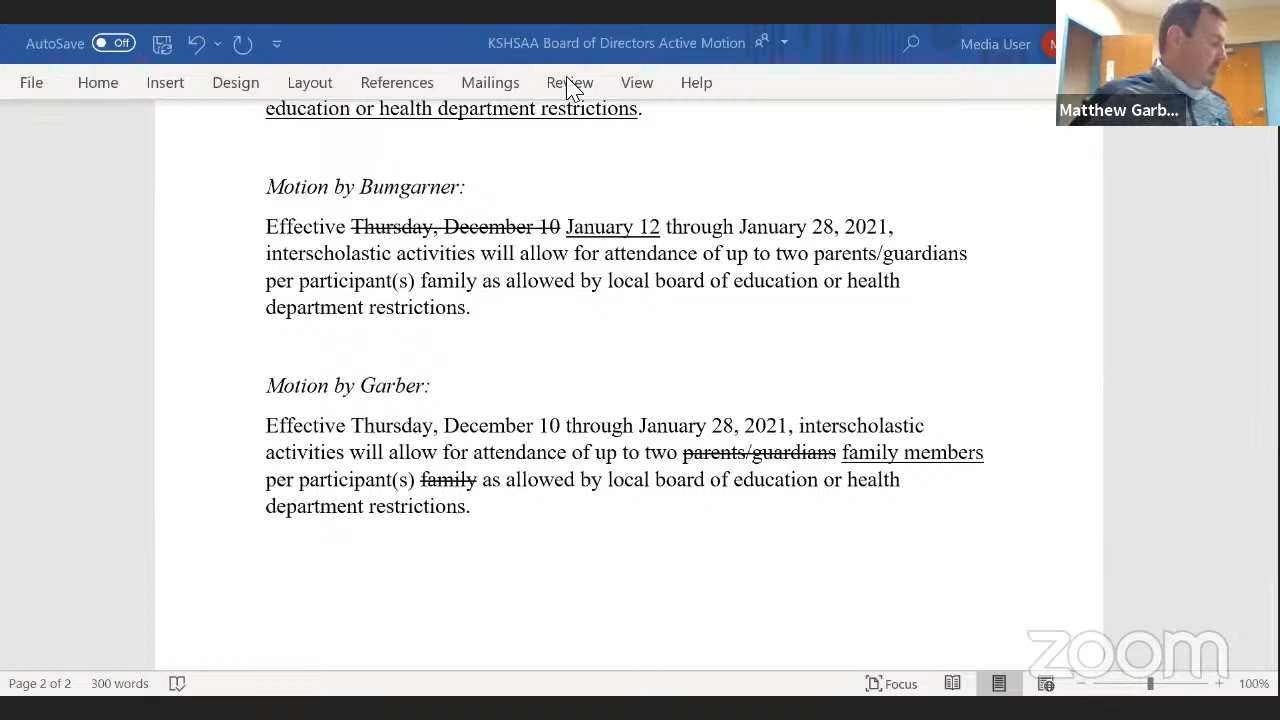 AutoSave Off KSHSAA Board of Directors Active Motion Media User
File Home Insert Design Layout References Mailings Review View Help
Matthew Garb...
education or health department restrictions.
Motion by Bumgarner:
Effective Thursday, December 10 January 12 through January 28, 2021,
interscholastic activities will allow for attendance of up to two parents/guardians
per participant(s) family as allowed by local board of education or health
department restrictions.
Motion by Garber:
Effective Thursday, December 10 through January 28, 2021, interscholastic
activities will allow for attendance of up to two parents/guardians family members
per participant(s) family as allowed by local board of education or health
department restrictions.
zoom
Page 2 of 2 300 words Focus 100%